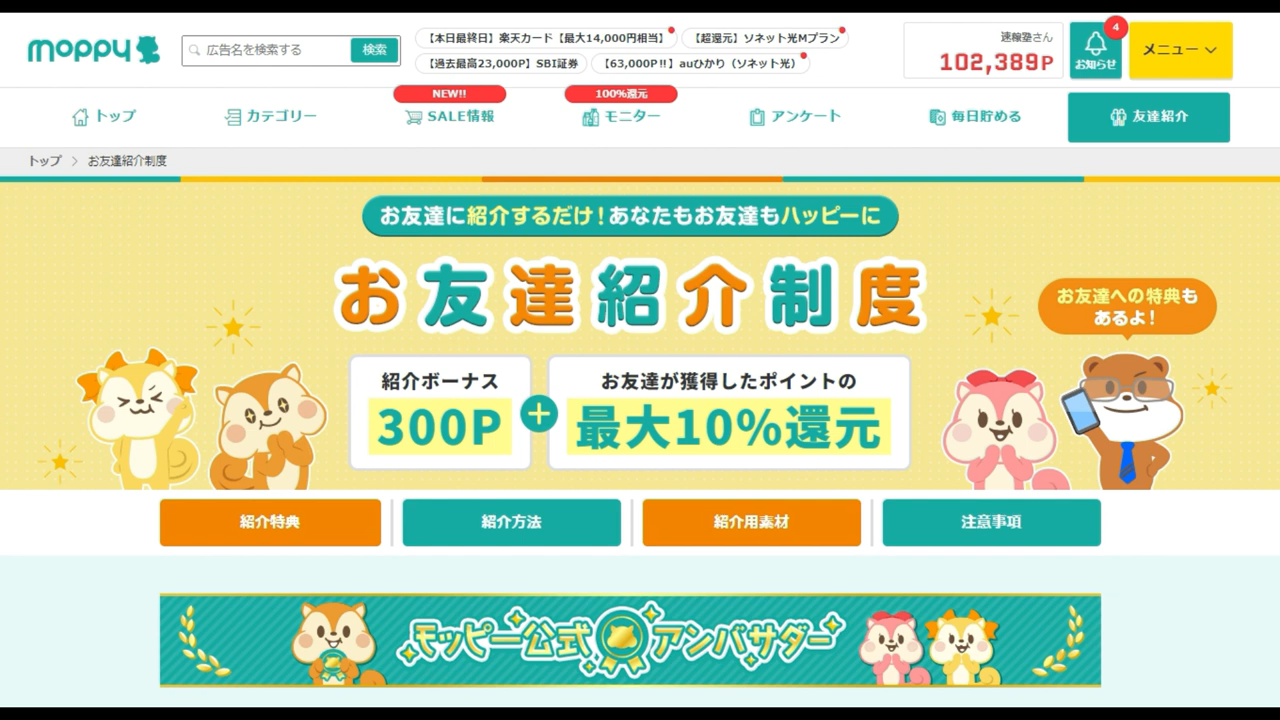 moppy
広告名を検索する
検索
【本日最終日】楽天カード【最大14,000円相当】
【超還元】ソネット光Mプラン
【過去最高23,000P】SBI証券
【63,000P!!】auひかり（ソネット光）
速稼塾さん
102,389P
4
お知らせ
メニュー
NEW!!
100%還元
トップ
カテゴリー
SALE情報
モニター
アンケート
毎日貯める
友達紹介
トップ > お友達紹介制度
お友達に紹介するだけ!あなたもお友達もハッピーに
お友達紹介制度
お友達への特典も
あるよ!
紹介ボーナス
300P
+
お友達が獲得したポイントの
最大10%還元
紹介特典
紹介方法
紹介用素材
注意事項
モッピー公式アンバサダー